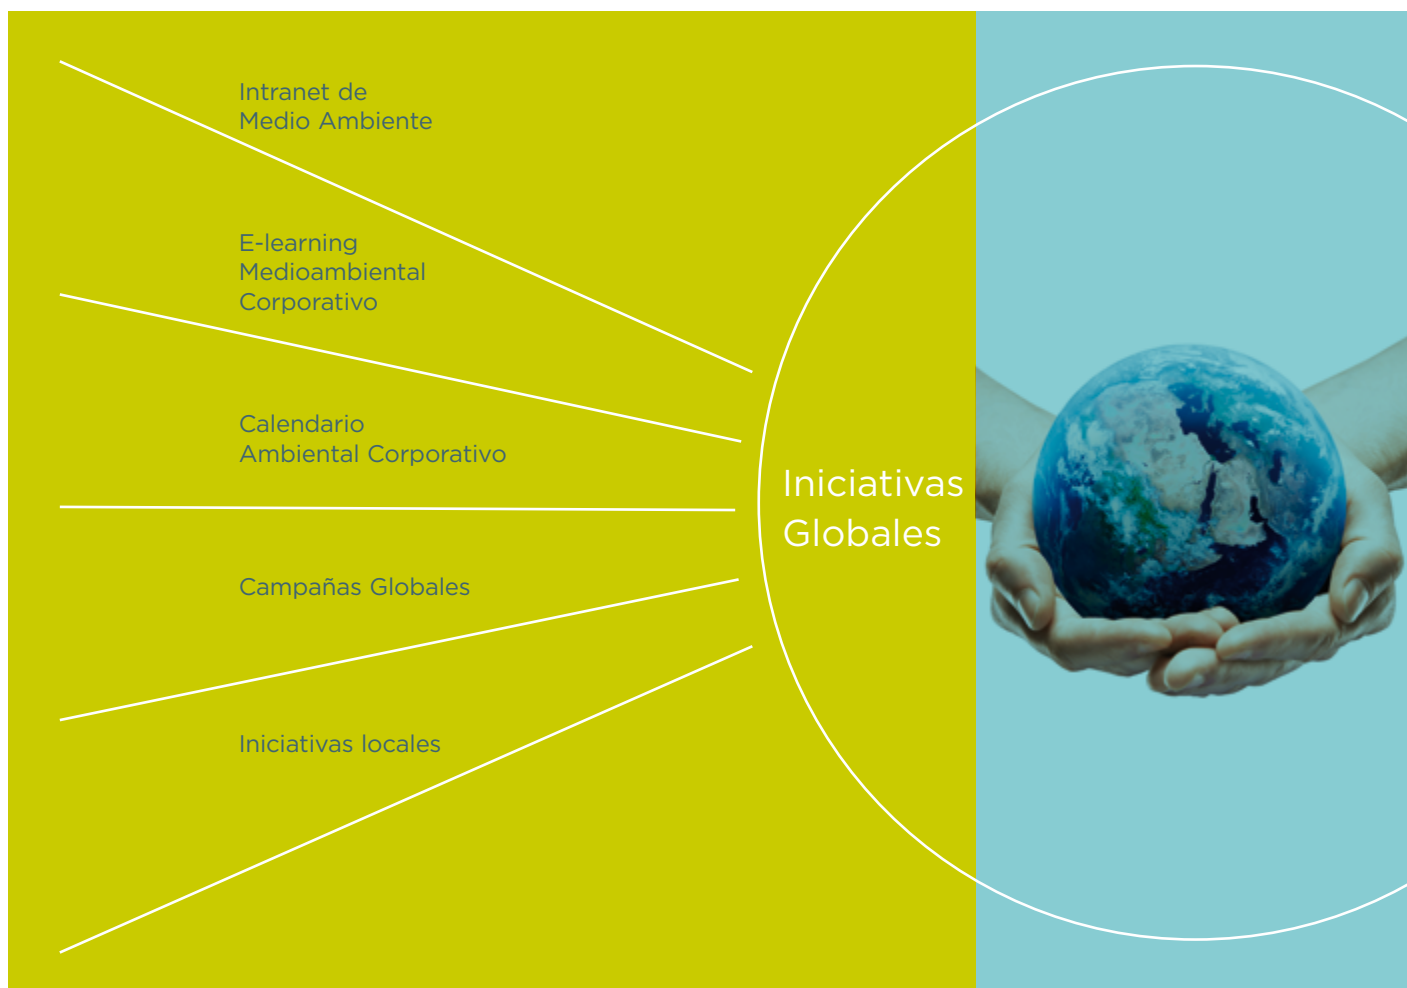 Intranet de
Medio Ambiente
E-learning
Medioambiental
Corporativo
Calendario
Ambiental Corporativo
Campañas Globales
Iniciativas locales
Iniciativas
Globales